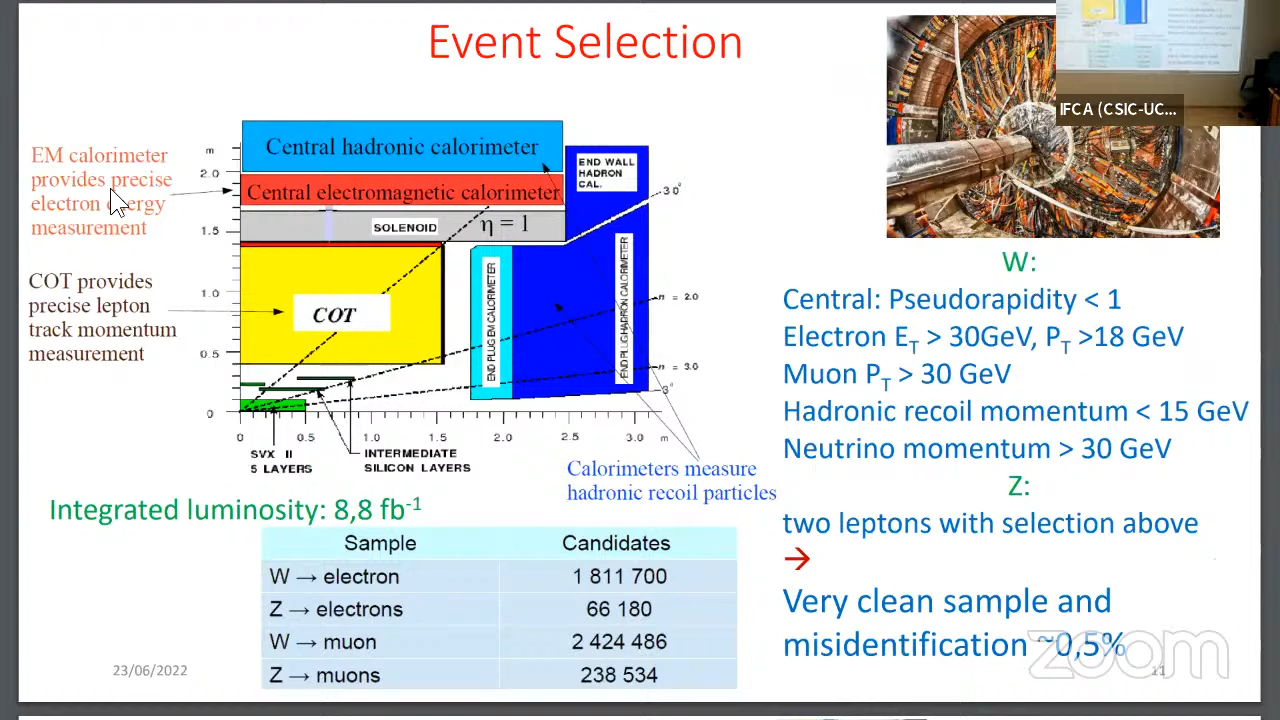 Event Selection
IFCA (CSIC-UC...
EM calorimeter
provides precise
electron energy
measurement
COT provides
precise lepton
track momentum
measurement
m
2.0
1.5
1.0
0.5
0
Central hadronic calorimeter
Central electromagnetic calorimeter
SOLENOID
η = 1
COT
END WALL
HADRON
CAL.
30°
END PLUG EM CALORIMETER
END PLUG HADRON CALORIMETER
n = 2.0
n = 3.0
3°
0 0.5 1.0 1.5 2.0 2.5 3.0 m
SVX II
5 LAYERS
INTERMEDIATE
SILICON LAYERS
Calorimeters measure
hadronic recoil particles
Integrated luminosity: 8,8 fb-1
Sample Candidates
W → electron 1 811 700
Z → electrons 66 180
W → muon 2 424 486
Z → muons 238 534
W:
Central: Pseudorapidity < 1
Electron ET > 30GeV, PT >18 GeV
Muon PT > 30 GeV
Hadronic recoil momentum < 15 GeV
Neutrino momentum > 30 GeV
Z:
two leptons with selection above
→
Very clean sample and
misidentification ~0,5%
23/06/2022
11
zoom